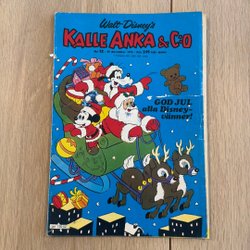 Walt Disney's
KALLE ANKA & C:O
GOD JUL
alla Disney-
vänner!